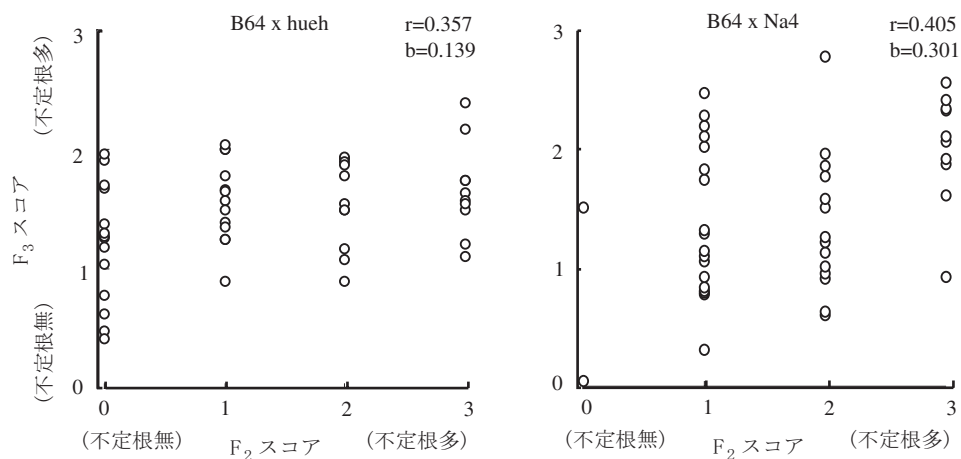 B64 x hueh
r=0.357
b=0.139
3
2
1
0
(不定根多)
F3 スコア
(不定根無)
0 1 2 3
(不定根無) F2 スコア (不定根多)
B64 x Na4
r=0.405
b=0.301
3
2
1
0
0 1 2 3
(不定根無) F2 スコア (不定根多)